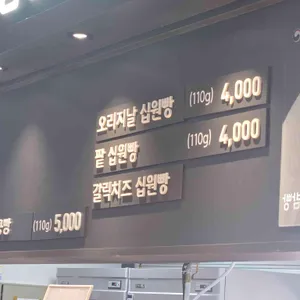 오리지날 십원빵 (110g) 4,000
팥 십원빵 (110g) 4,000
갈릭치즈 십원빵
빵 (110g) 5,000